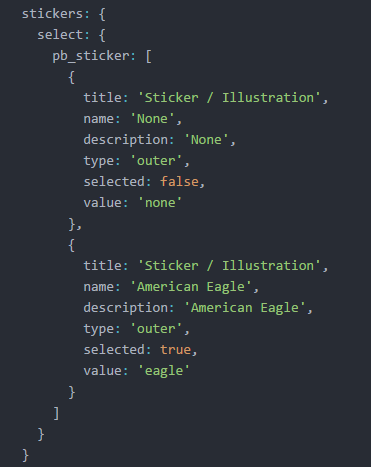 stickers: {
  select: {
    pb_sticker: [
      {
        title: 'Sticker / Illustration',
        name: 'None',
        description: 'None',
        type: 'outer',
        selected: false,
        value: 'none'
      },
      {
        title: 'Sticker / Illustration',
        name: 'American Eagle',
        description: 'American Eagle',
        type: 'outer',
        selected: true,
        value: 'eagle'
      }
    ]
  }
}